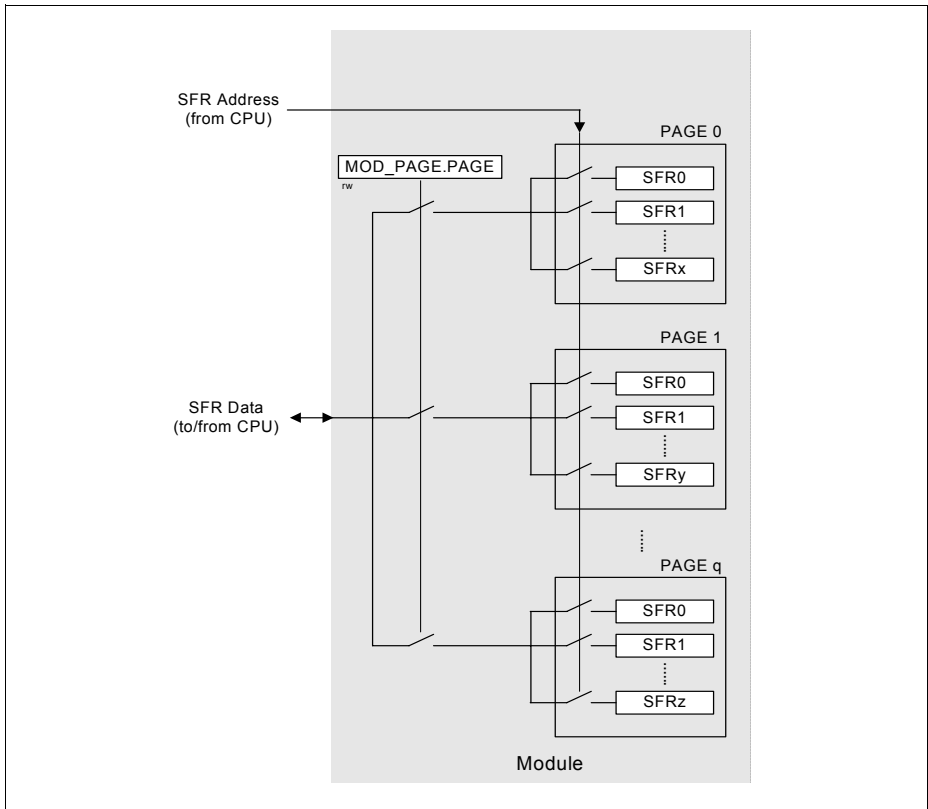 SFR Address
(from CPU)
PAGE 0
MOD_PAGE.PAGE
rw
SFR0
SFR1
SFRx
PAGE 1
SFR0
SFR Data
(to/from CPU)
SFR1
SFRy
PAGE q
SFR0
SFR1
SFRz
Module